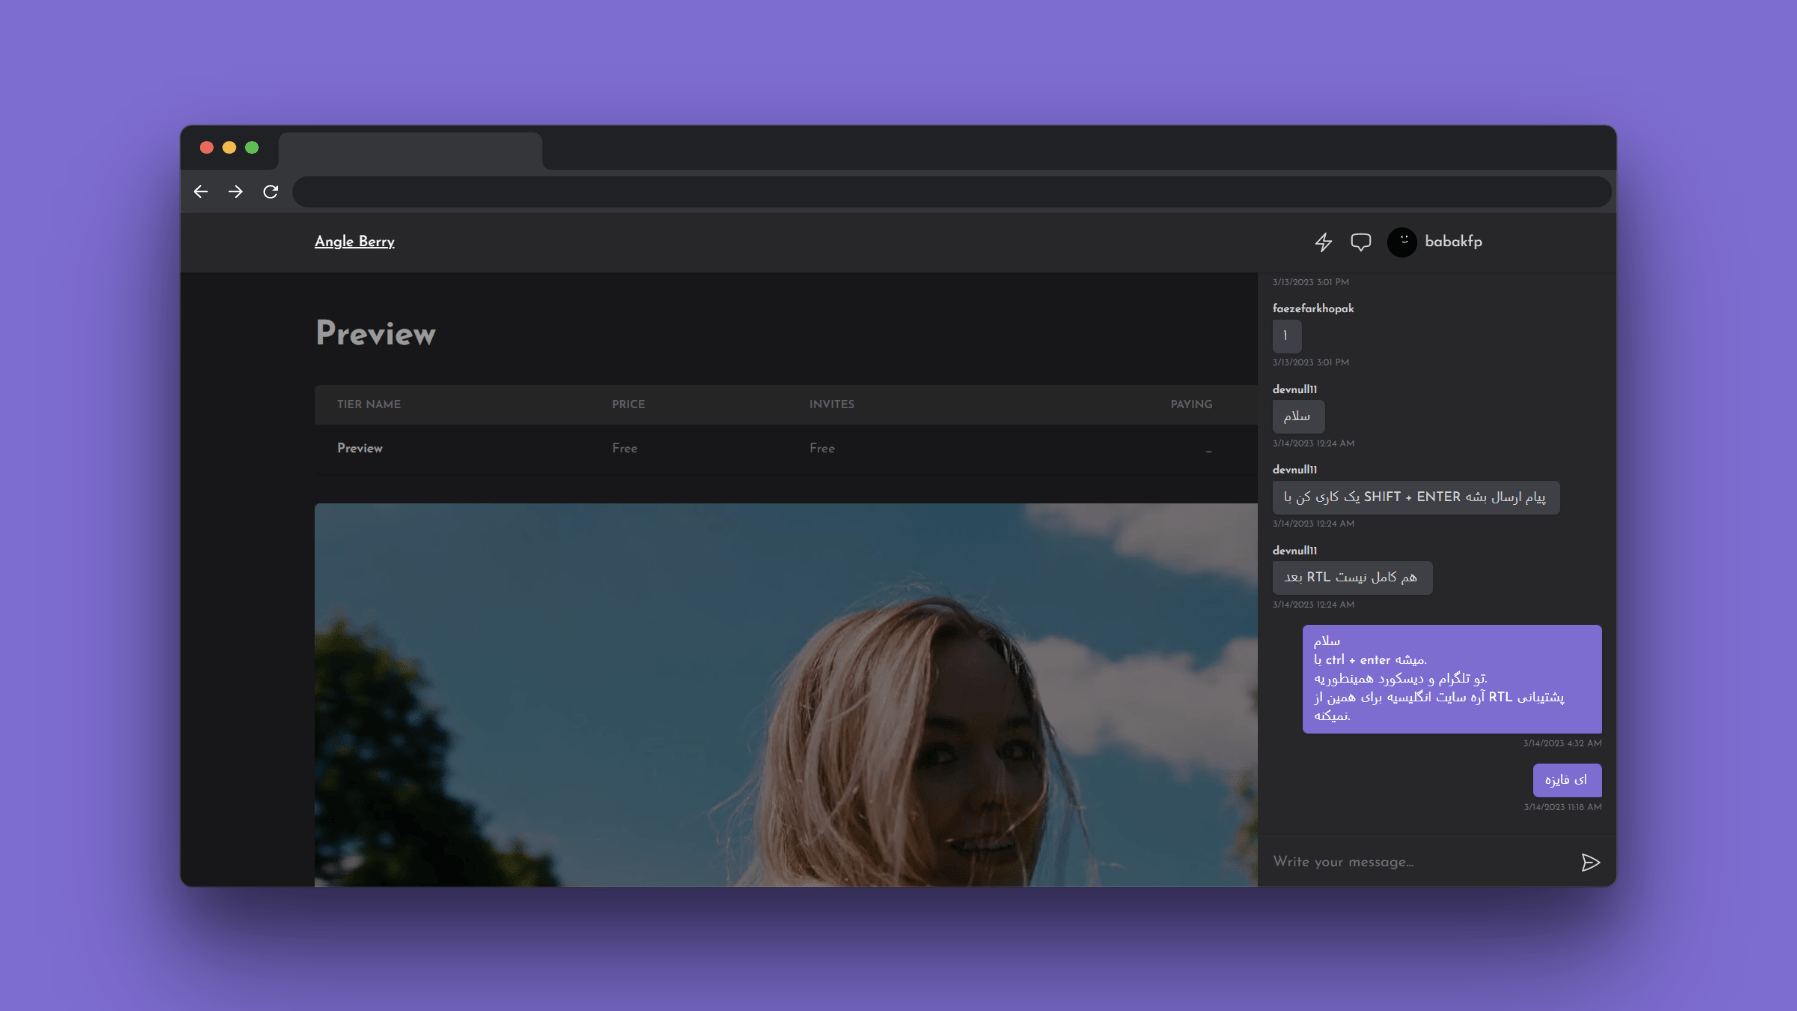 Angle Berry
babakfp
Preview
TIER NAME PRICE INVITES PAYING
Preview Free Free _
3/13/2023 3:01 PM
faezefarkhopak
ا
3/13/2023 3:01 PM
devnull11
سلام
3/14/2023 12:24 AM
devnull11
یک کاری کن با SHIFT + ENTER پیام ارسال بشه
3/14/2023 12:24 AM
devnull11
بعد RTL هم کامل نیست
3/14/2023 12:24 AM
سلام
با ctrl + enter میشه.
تو تلگرام و دیسکورد همینطوریه.
آره سایت انگلیسیه برای همین از RTL پشتیبانی
نمیکنه.
3/14/2023 4:32 AM
ای فایزه
3/14/2023 11:18 AM
Write your message...